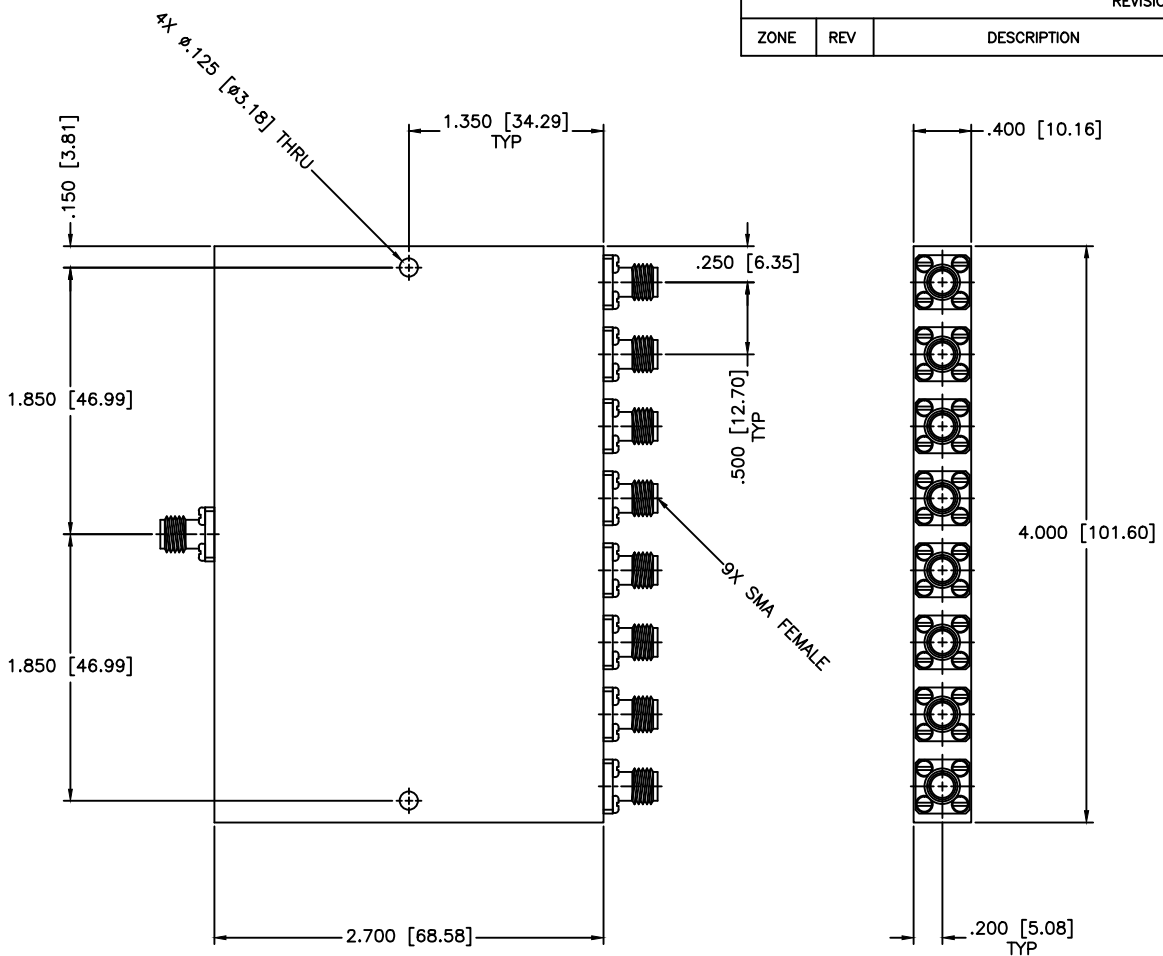 REVISIO
ZONE REV DESCRIPTION
4X ø.125 [ø3.18] THRU
.150 [3.81]
1.350 [34.29]
TYP
.400 [10.16]
.250 [6.35]
1.850 [46.99]
.500 [12.70]
TYP
4.000 [101.60]
9X SMA FEMALE
1.850 [46.99]
2.700 [68.58]
.200 [5.08]
TYP